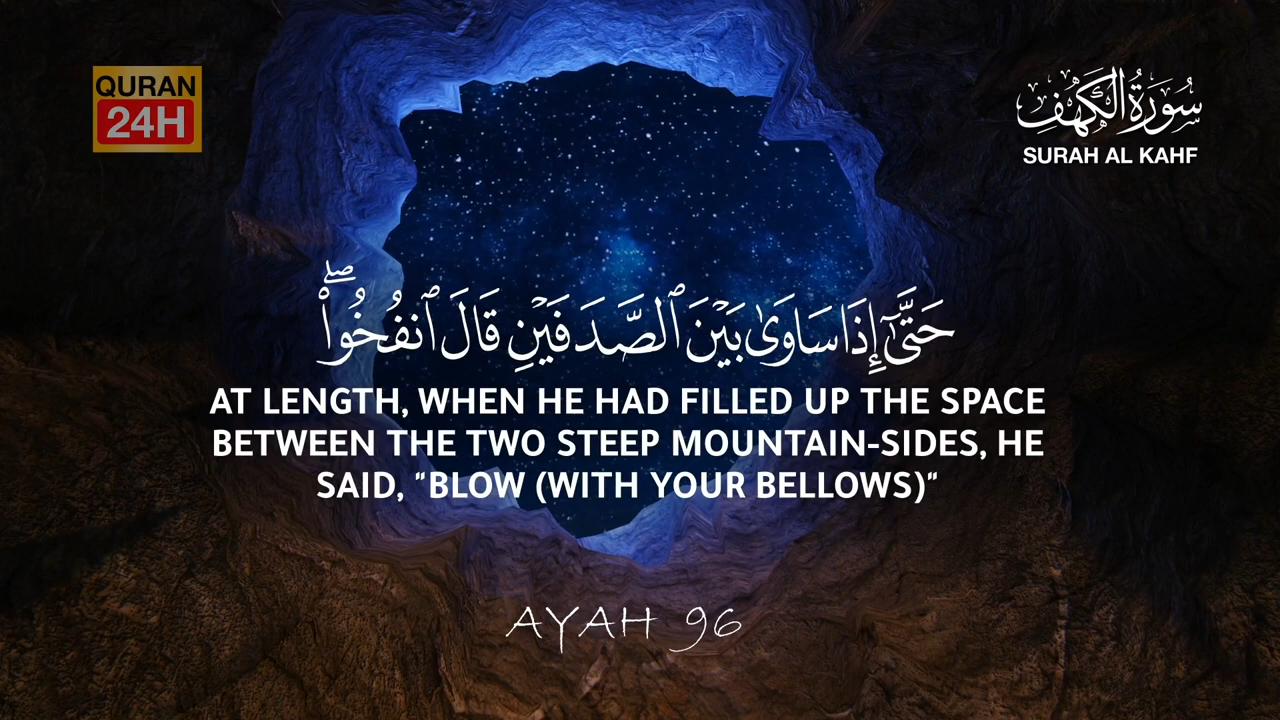 QURAN
24H
سُورَةُ الكَهْفِ
SURAH AL KAHF
حَتَّىٰٓ إِذَا سَاوَىٰ بَيْنَ ٱلصَّدَفَيْنِ قَالَ ٱنفُخُوا۟ ۖ
AT LENGTH, WHEN HE HAD FILLED UP THE SPACE
BETWEEN THE TWO STEEP MOUNTAIN-SIDES, HE
SAID, "BLOW (WITH YOUR BELLOWS)"
AYAH 96